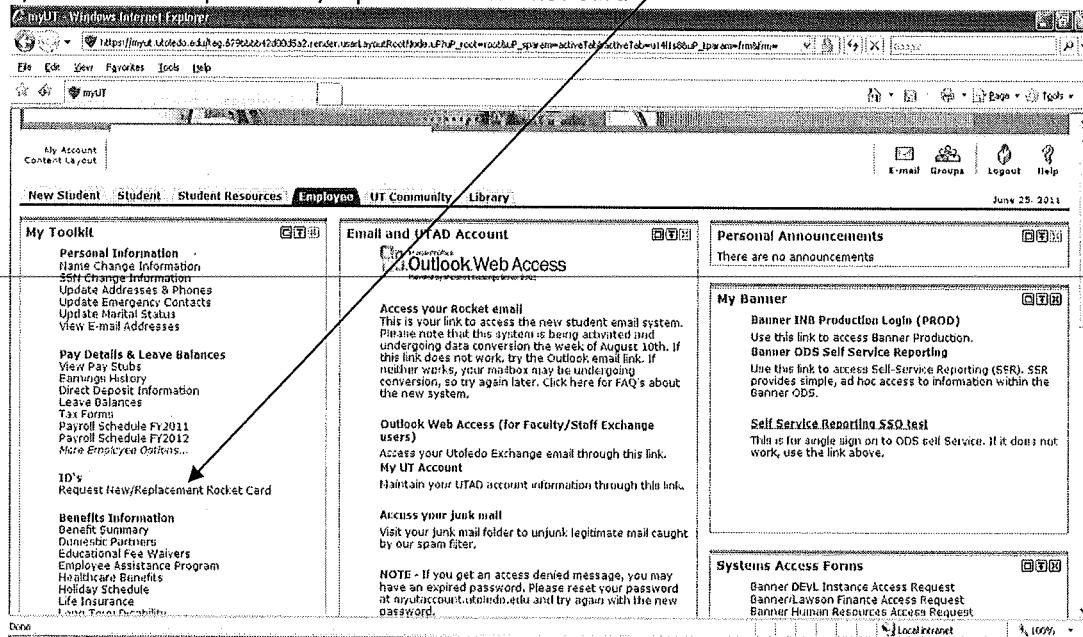 myUT - Windows Internet Explorer
File Edit View Favorites Tools Help
myUT
Page Tools
My Account
Content Layout
E-mail Groups Logout Help
New Student Student Student Resources Employee UT Community Library
June 25, 2011
My Toolkit
Personal Information
Name Change Information
SSN Change Information
Update Addresses & Phones
Update Emergency Contacts
Update Marital Status
View E-mail Addresses
Pay Details & Leave Balances
View Pay Stubs
Earnings History
Direct Deposit Information
Leave Balances
Tax Forms
Payroll Schedule FY2011
Payroll Schedule FY2012
More Employee Options...
ID's
Request New/Replacement Rocket Card
Benefits Information
Benefit Summary
Domestic Partners
Educational Fee Waivers
Employee Assistance Program
Healthcare Benefits
Holiday Schedule
Life Insurance
Long Term Disability
Email and UTAD Account
Outlook Web Access
Access your Rocket email
This is your link to access the new student email system.
Please note that this system is being activated and
undergoing data conversion the week of August 10th. If
this link does not work, try the Outlook email link. If
neither works, your mailbox may be undergoing
conversion, so try again later. Click here for FAQ's about
the new system.
Outlook Web Access (for Faculty/Staff Exchange
users)
Access your Utoledo Exchange email through this link.
My UT Account
Maintain your UTAD account information through this link.
Access your junk mail
Visit your junk mail folder to unjunk legitimate mail caught
by our spam filter.
NOTE - If you get an access denied message, you may
have an expired password. Please reset your password
at myutaccount.utoledo.edu and try again with the new
password.
Personal Announcements
There are no announcements
My Banner
Banner INB Production Login (PROD)
Use this link to access Banner Production.
Banner ODS Self Service Reporting
Use this link to access Self-Service Reporting (SSR). SSR
provides simple, ad hoc access to information within the
Banner ODS.
Self Service Reporting SSO test
This is for single sign on to ODS self Service. If it does not
work, use the link above.
Systems Access Forms
Banner DEVL Instance Access Request
Banner/Lawson Finance Access Request
Banner Human Resources Access Request
Done
Local intranet 100%